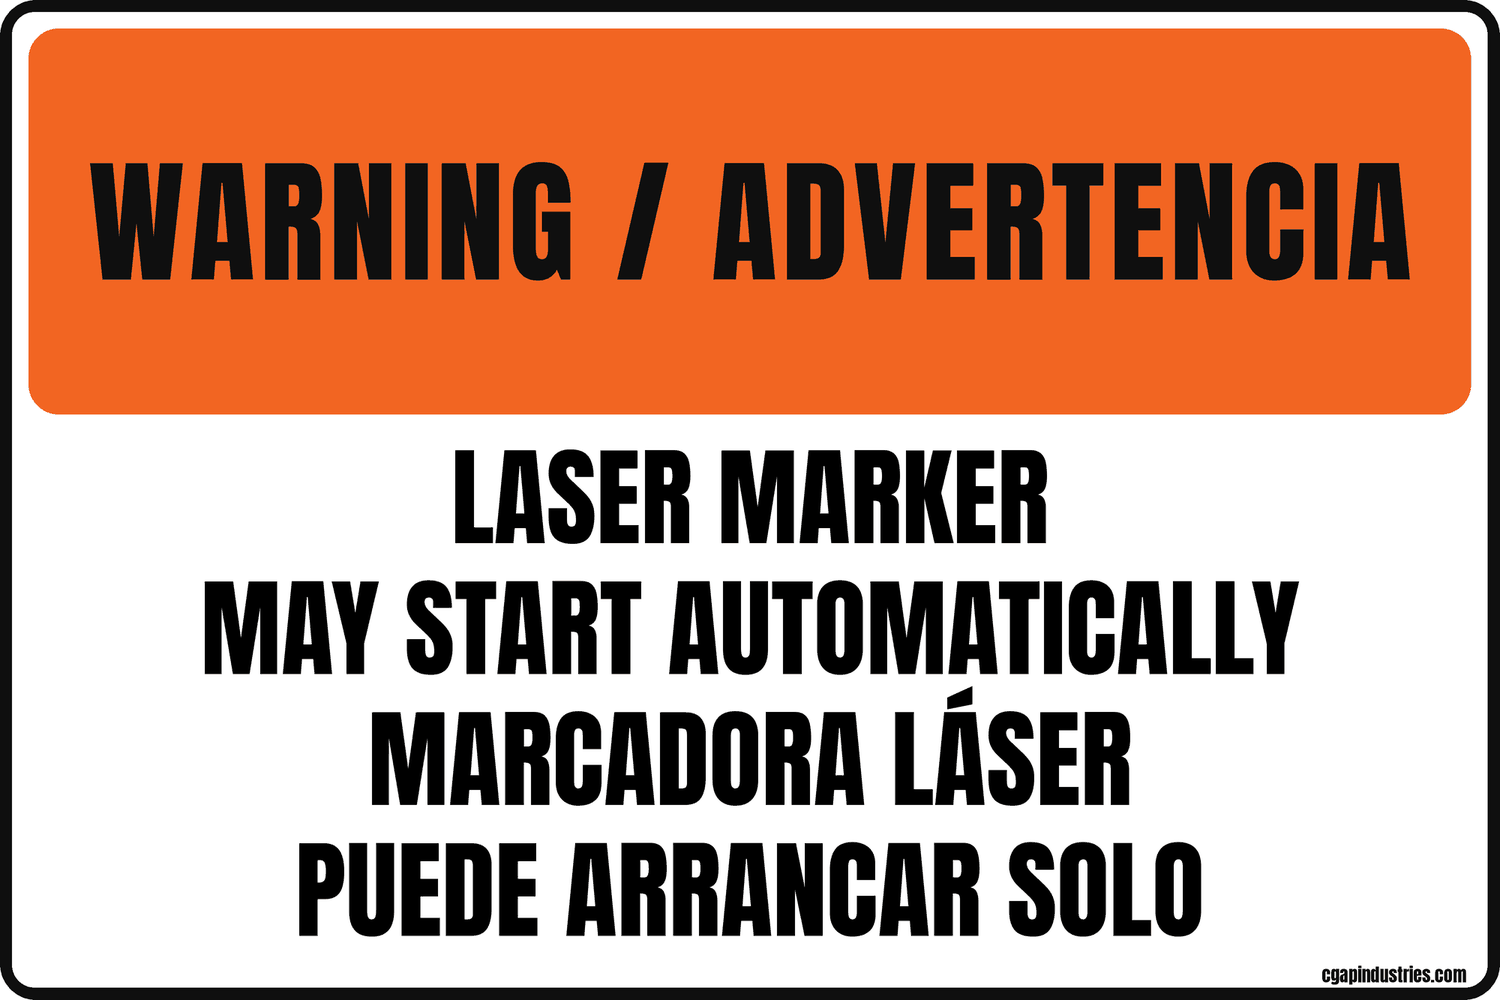 WARNING / ADVERTENCIA
LASER MARKER
MAY START AUTOMATICALLY
MARCADORA LÁSER
PUEDE ARRANCAR SOLO
cgapindustries.com